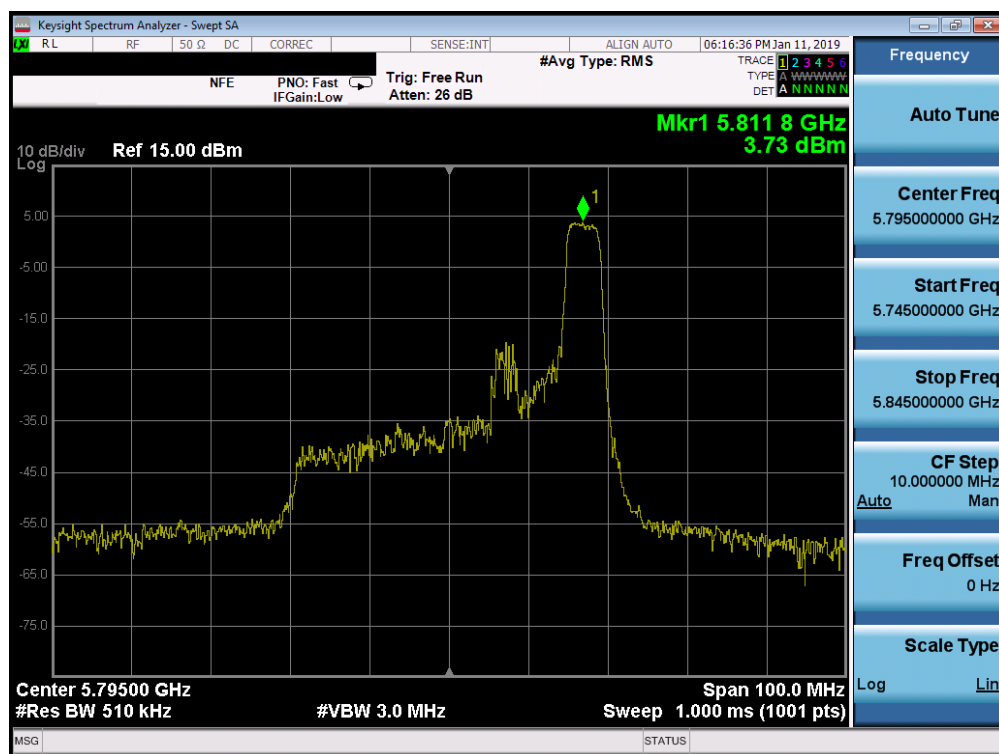 Keysight Spectrum Analyzer - Swept SA
LXI RL RF 50 Ω DC CORREC SENSE:INT ALIGN AUTO 06:16:36 PM Jan 11, 2019
NFE
PNO: Fast
IFGain:Low
Trig: Free Run
Atten: 26 dB
#Avg Type: RMS
TRACE 1 2 3 4 5 6
TYPE A WWWWW
DET A N N N N N
Mkr1 5.811 8 GHz
3.73 dBm
10 dB/div Ref 15.00 dBm
Log
1
5.00
-5.00
-15.0
-25.0
-35.0
-45.0
-55.0
-65.0
-75.0
Center 5.79500 GHz Span 100.0 MHz
#Res BW 510 kHz #VBW 3.0 MHz Sweep 1.000 ms (1001 pts)
MSG STATUS
Frequency
Auto Tune
Center Freq
5.795000000 GHz
Start Freq
5.745000000 GHz
Stop Freq
5.845000000 GHz
CF Step
10.000000 MHz
Auto Man
Freq Offset
0 Hz
Scale Type
Log Lin